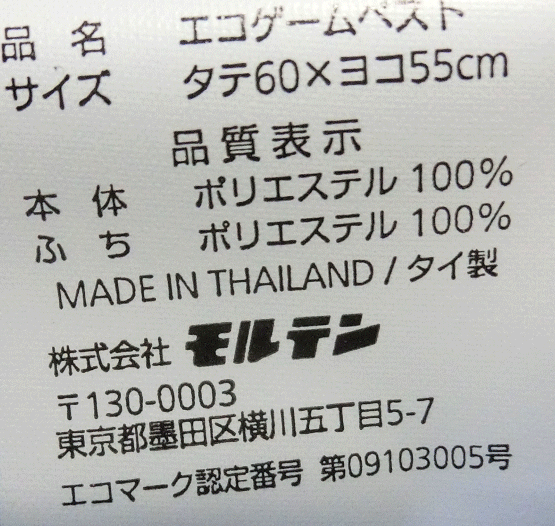 品名 エコゲームベスト
サイズ タテ60×ヨコ55cm
品質表示
本体 ポリエステル 100%
ふち ポリエステル 100%
MADE IN THAILAND / タイ製
株式会社 モルテン
〒130-0003
東京都墨田区横川五丁目5-7
エコマーク認定番号 第09103005号